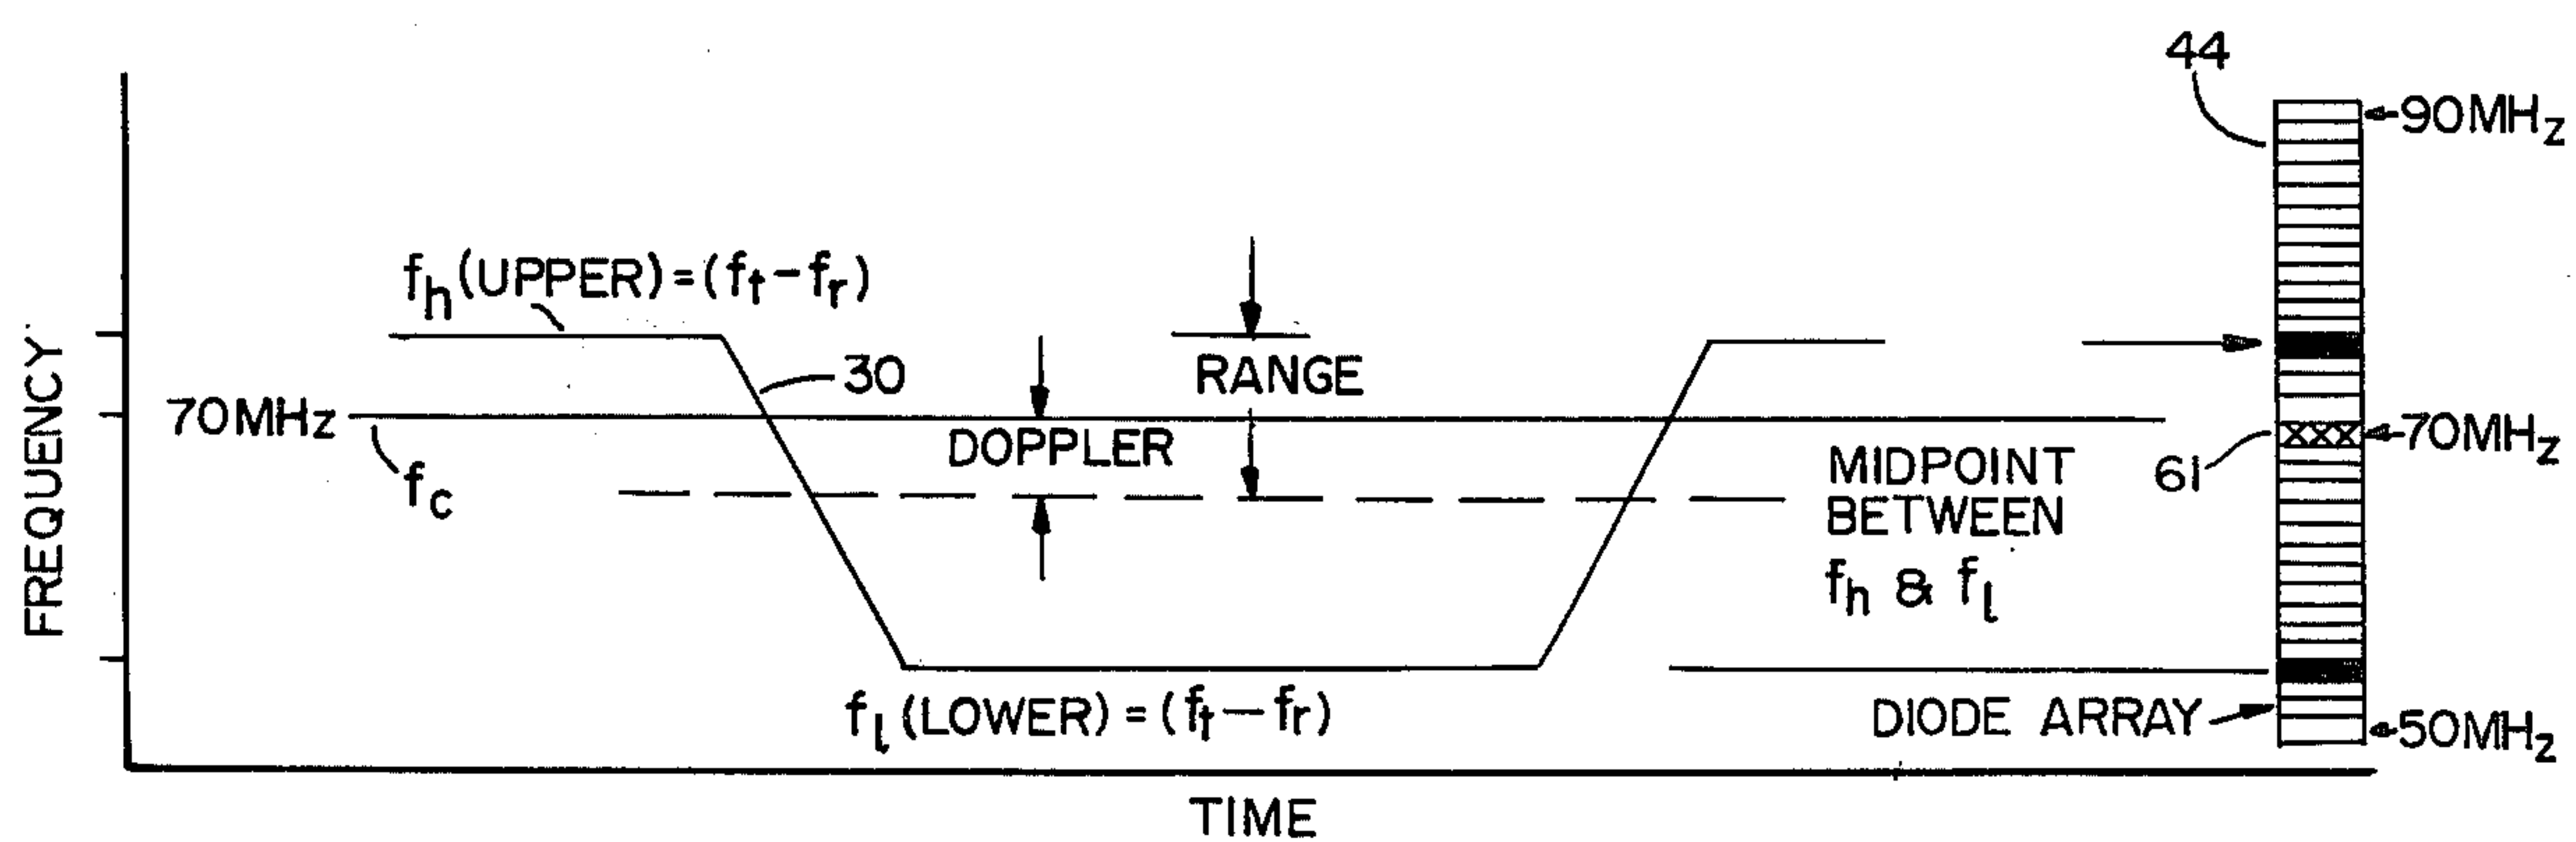 44
90MHz
fh(UPPER)=(ft-fr)
30
RANGE
70MHz
fc
DOPPLER
61
70MHz
MIDPOINT
BETWEEN
fh & fl
FREQUENCY
fl(LOWER)=(ft-fr)
DIODE ARRAY
50MHz
TIME